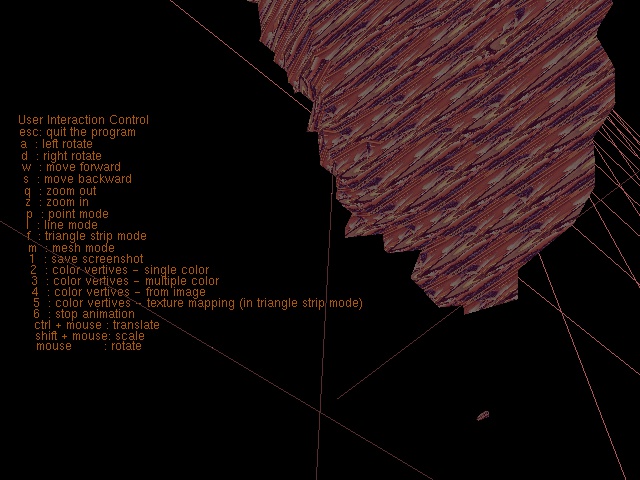 User Interaction Control
esc: quit the program
a : left rotate
d : right rotate
w : move forward
s : move backward
q : zoom out
z : zoom in
p : point mode
l : line mode
f : triangle strip mode
m : mesh mode
1 : save screenshot
2 : color vertives - single color
3 : color vertives - multiple color
4 : color vertives - from image
5 : color vertives - texture mapping (in triangle strip mode)
6 : stop animation
ctrl + mouse : translate
shift + mouse: scale
mouse : rotate